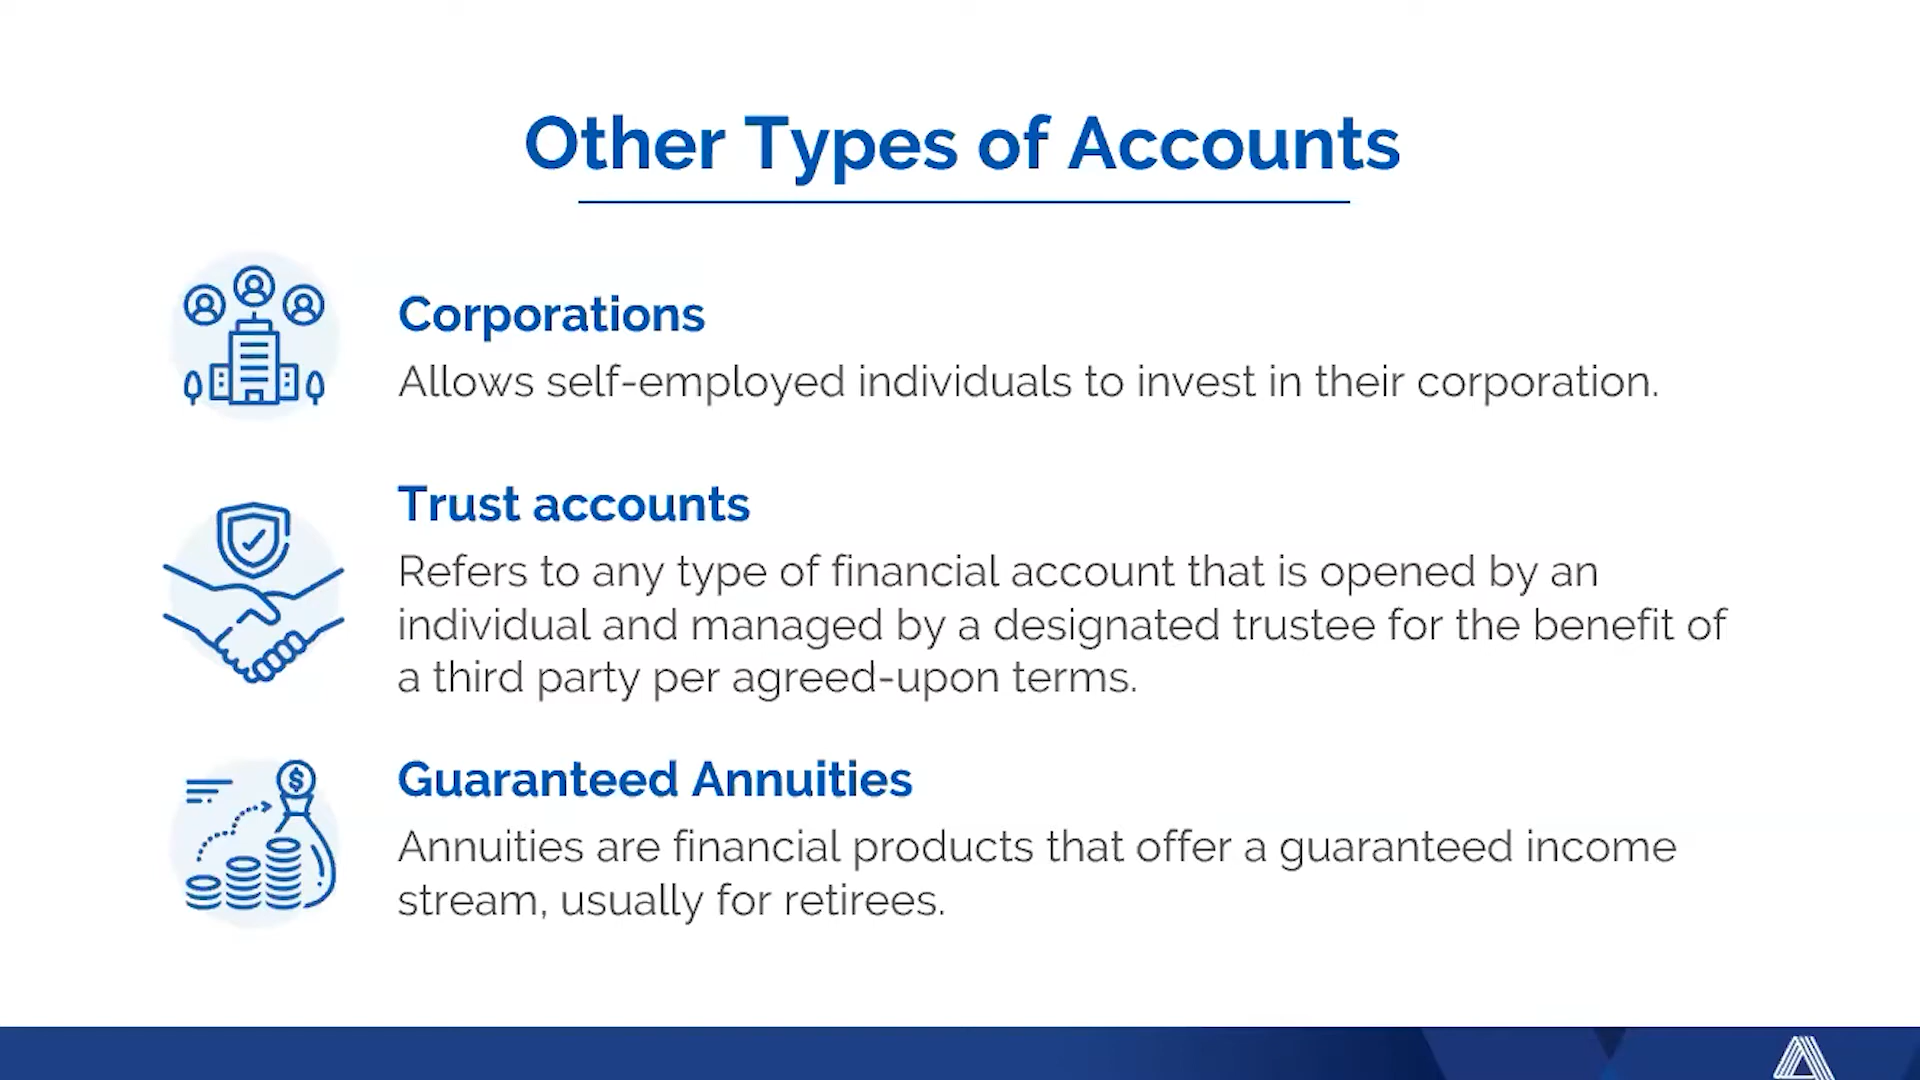 Other Types of Accounts
Corporations
Allows self-employed individuals to invest in their corporation.
Trust accounts
Refers to any type of financial account that is opened by an
individual and managed by a designated trustee for the benefit of
a third party per agreed-upon terms.
Guaranteed Annuities
Annuities are financial products that offer a guaranteed income
stream, usually for retirees.